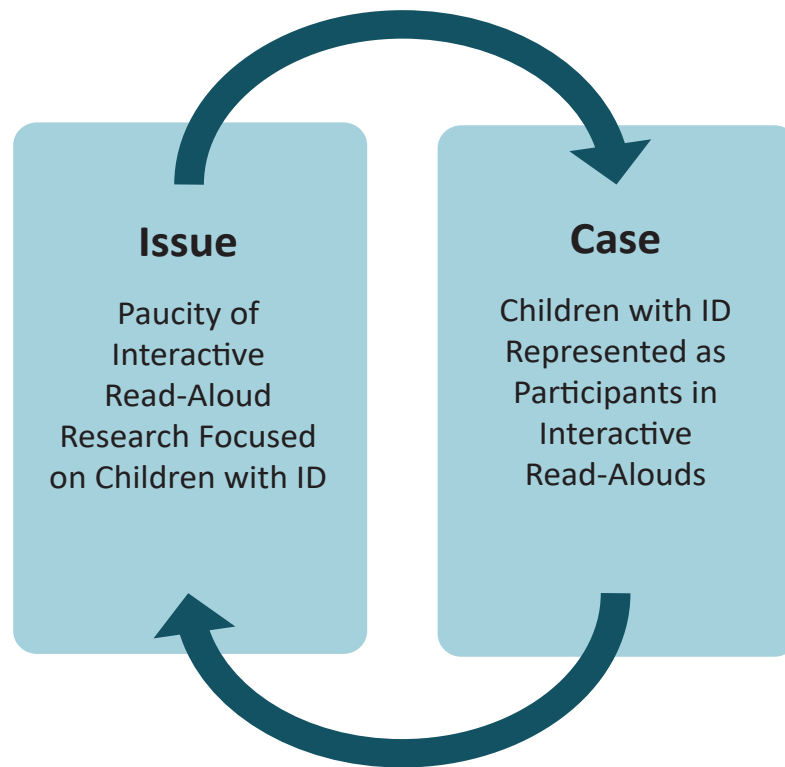 Issue
Paucity of
Interactive
Read-Aloud
Research Focused
on Children with ID
Case
Children with ID
Represented as
Participants in
Interactive
Read-Alouds